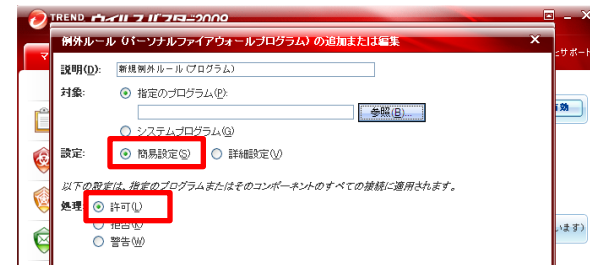 TREND ウイルスバスター2009
例外ルール (パーソナルファイアウォールプログラム) の追加または編集
説明(D): 新規例外ルール(プログラム)
対象: 指定のプログラム(P):
参照(B)...
システムプログラム(G)
設定: 簡易設定(S) 詳細設定(V)
以下の設定は、指定のプログラムまたはそのコンポーネントのすべての接続に適用されます。
処理: 許可(L)
拒否(K)
警告(W)